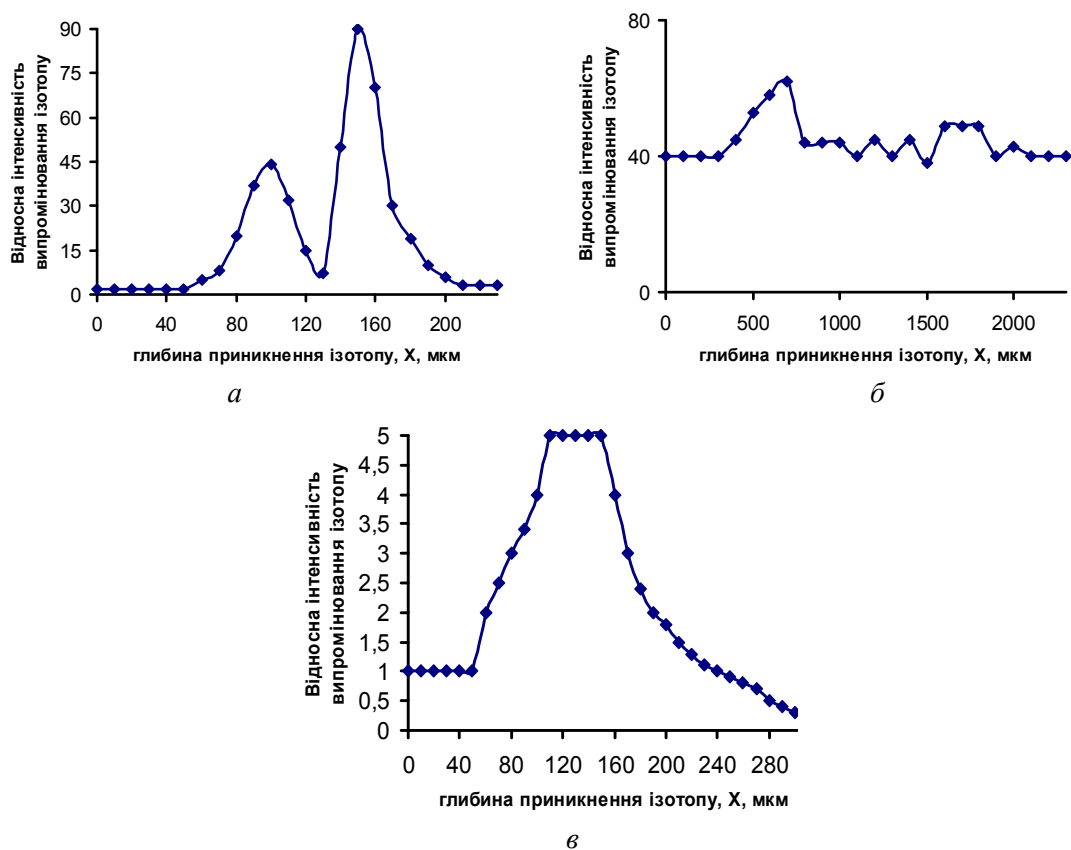 Відносна інтенсивність
випромінювання ізотопу
90
75
60
45
30
15
0
0 40 80 120 160 200
глибина приникнення ізотопу, X, мкм
а
Відносна інтенсивність
випромінювання ізотопу
80
40
0
0 500 1000 1500 2000
глибина приникнення ізотопу, X, мкм
б
Відносна інтенсивність
випромінювання ізотопу
5
4,5
4
3,5
3
2,5
2
1,5
1
0,5
0
0 40 80 120 160 200 240 280
глибина приникнення ізотопу, X, мкм
в